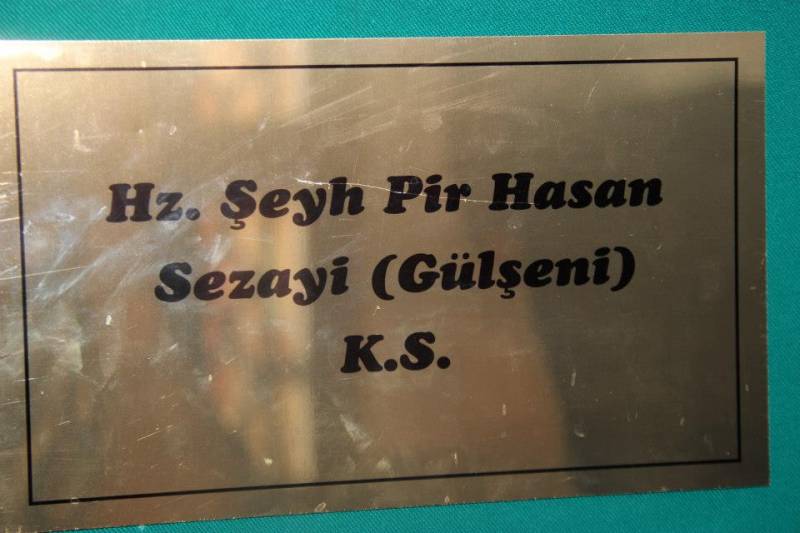 Hz. Şeyh Pir Hasan
Sezayi (Gülşeni)
K.S.